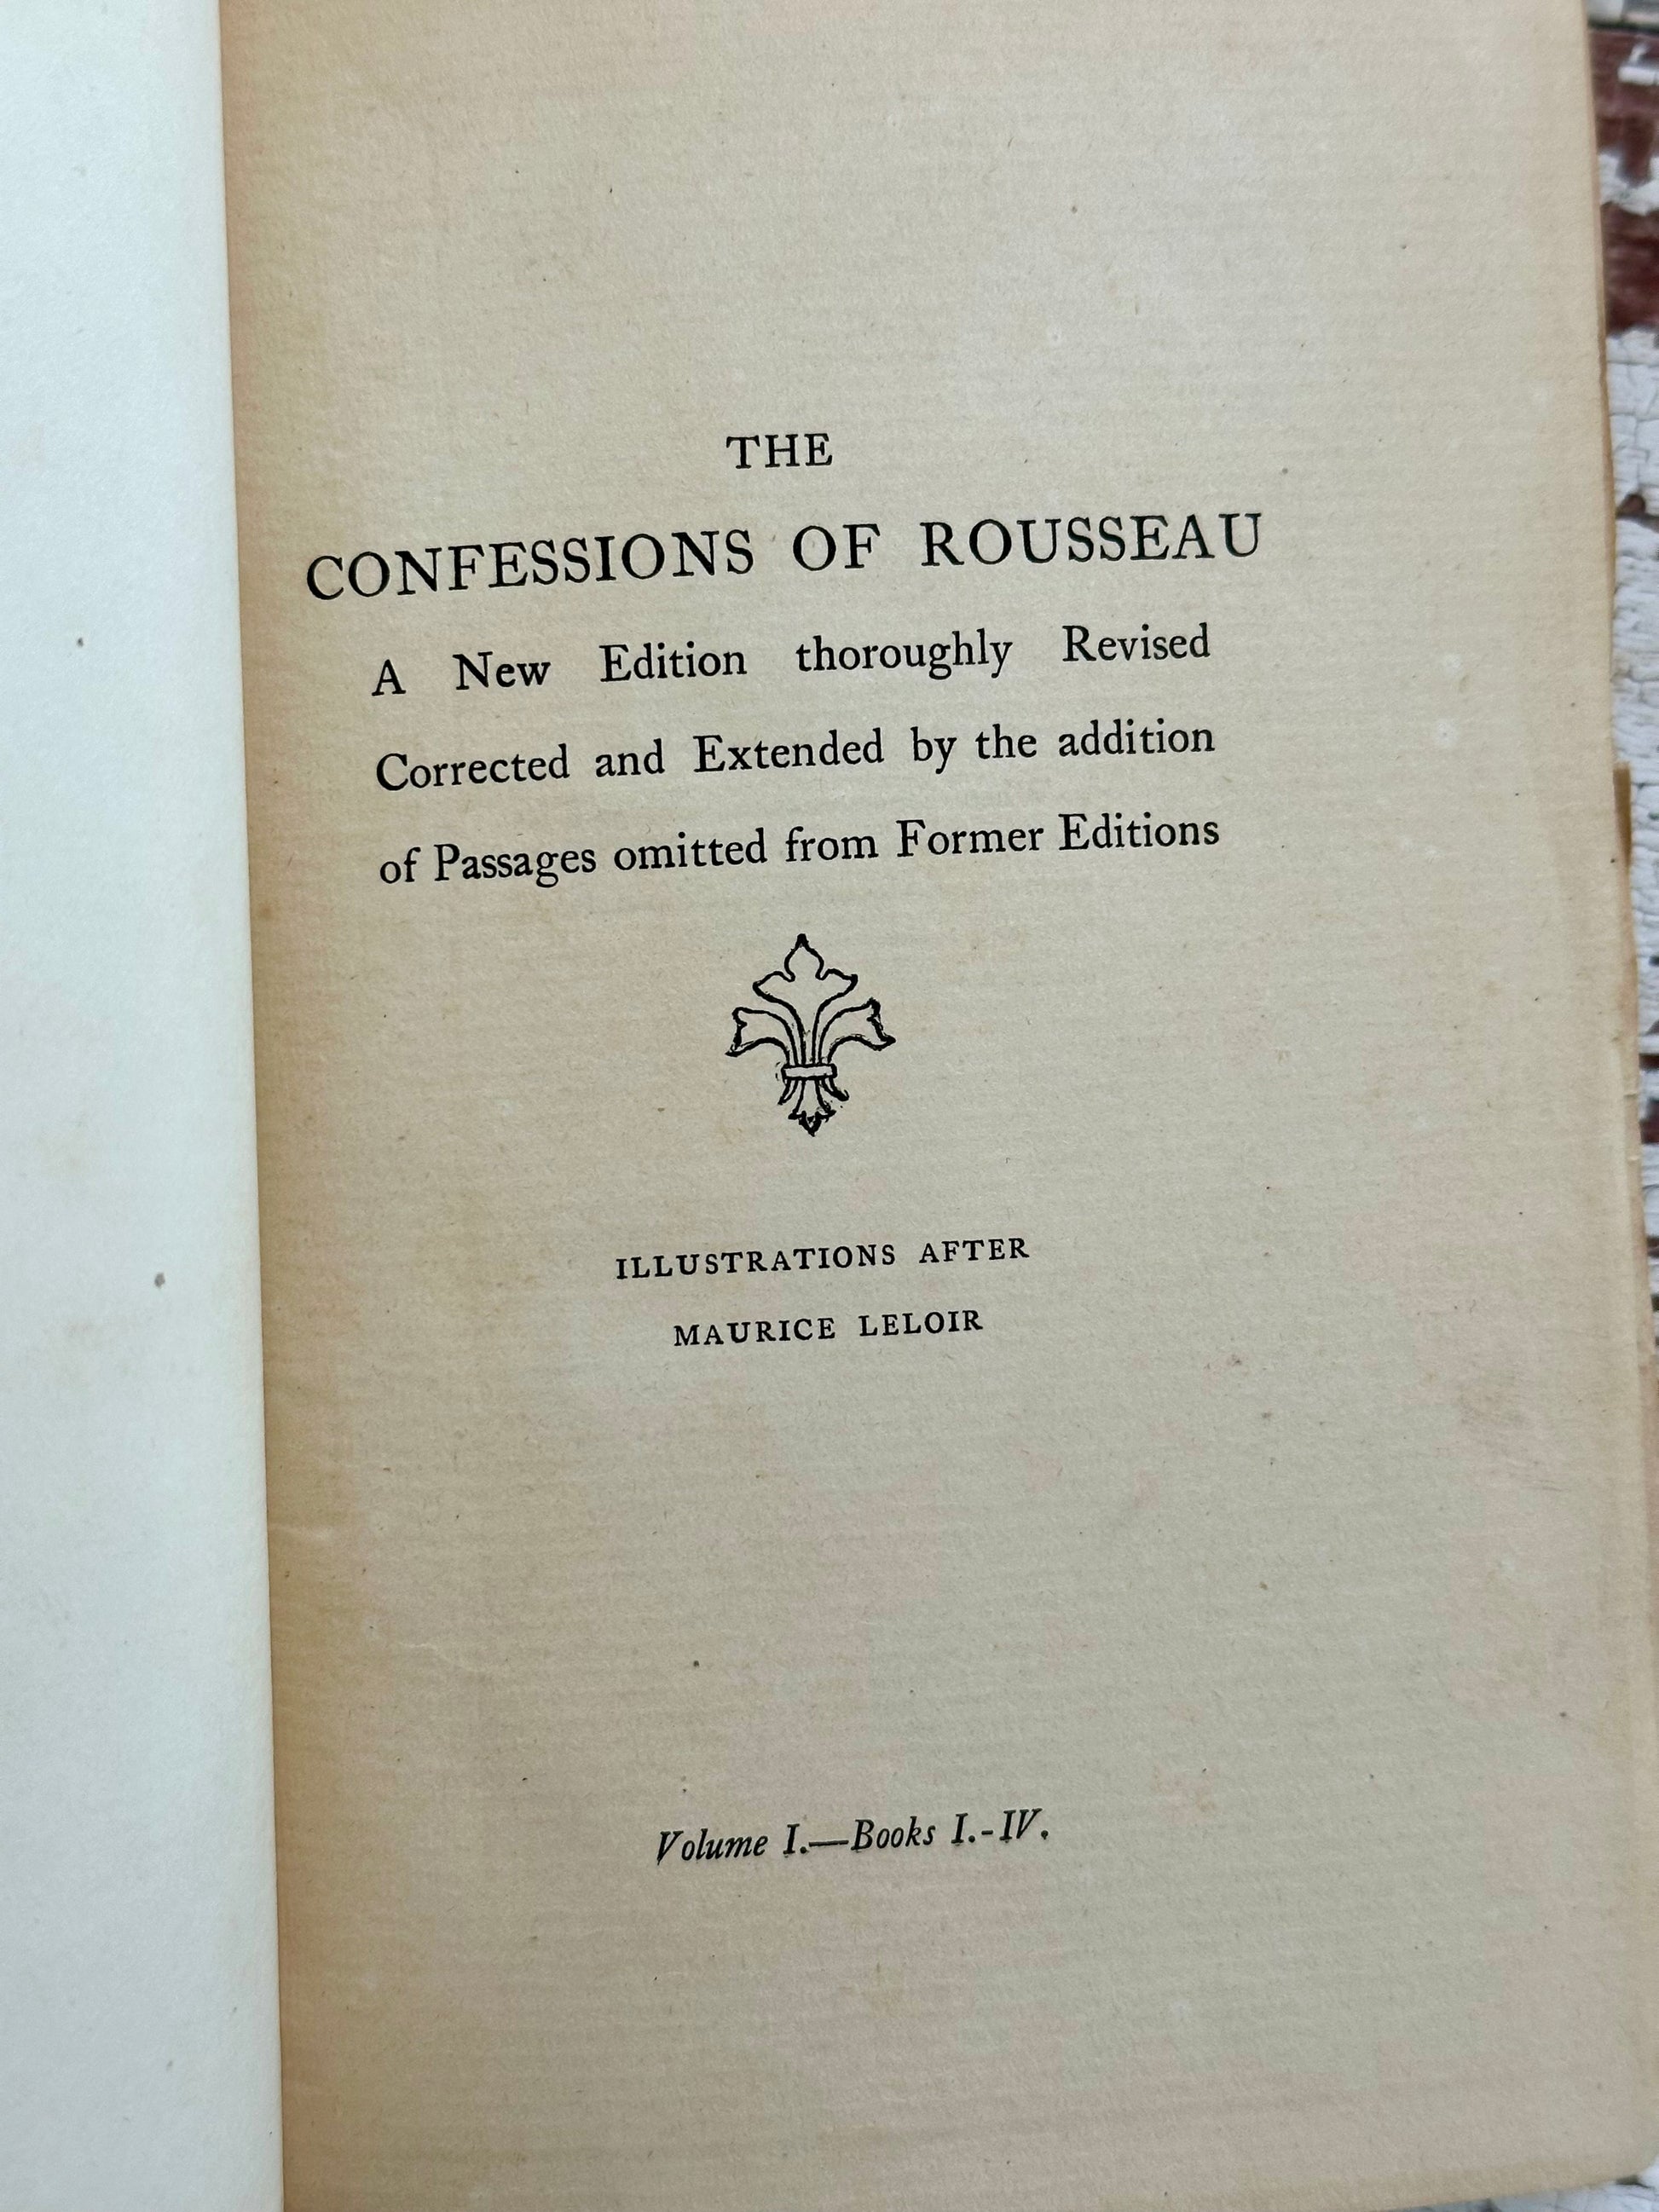 THE
CONFESSIONS OF ROUSSEAU
A New Edition thoroughly Revised
Corrected and Extended by the addition
of Passages omitted from Former Editions
ILLUSTRATIONS AFTER
MAURICE LELOIR
Volume I.—Books I.-IV.